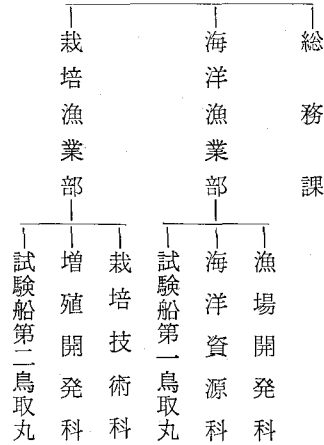 総務課
海洋漁業部
漁場開発科
海洋資源科
試験船第一鳥取丸
栽培漁業部
栽培技術科
増殖開発科
試験船第二鳥取丸